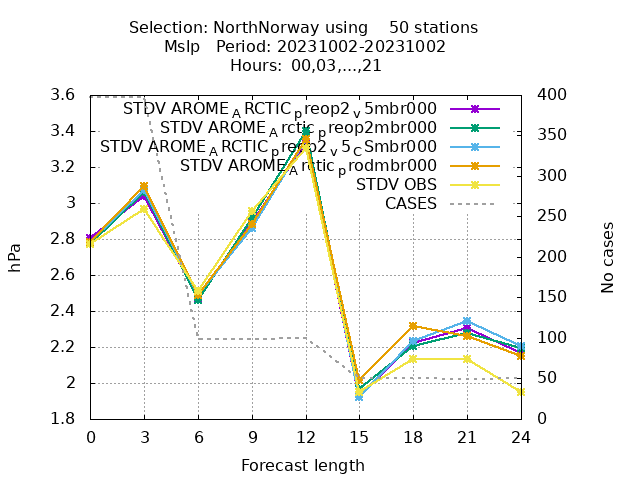 Selection: NorthNorway using    50 stations
Mslp   Period: 20231002-20231002
Hours:  00,03,...,21
STDV AROME_ARCTIC_preop2_v5mbr000
STDV AROME_Arctic_preop2mbr000
STDV AROME_ARCTIC_preop2_v5_CSmbr000
STDV AROME_Arctic_prodmbr000
STDV OBS
CASES
hPa
No cases
3.6
3.4
3.2
3
2.8
2.6
2.4
2.2
2
1.8
400
350
300
250
200
150
100
50
0
0 3 6 9 12 15 18 21 24
Forecast length